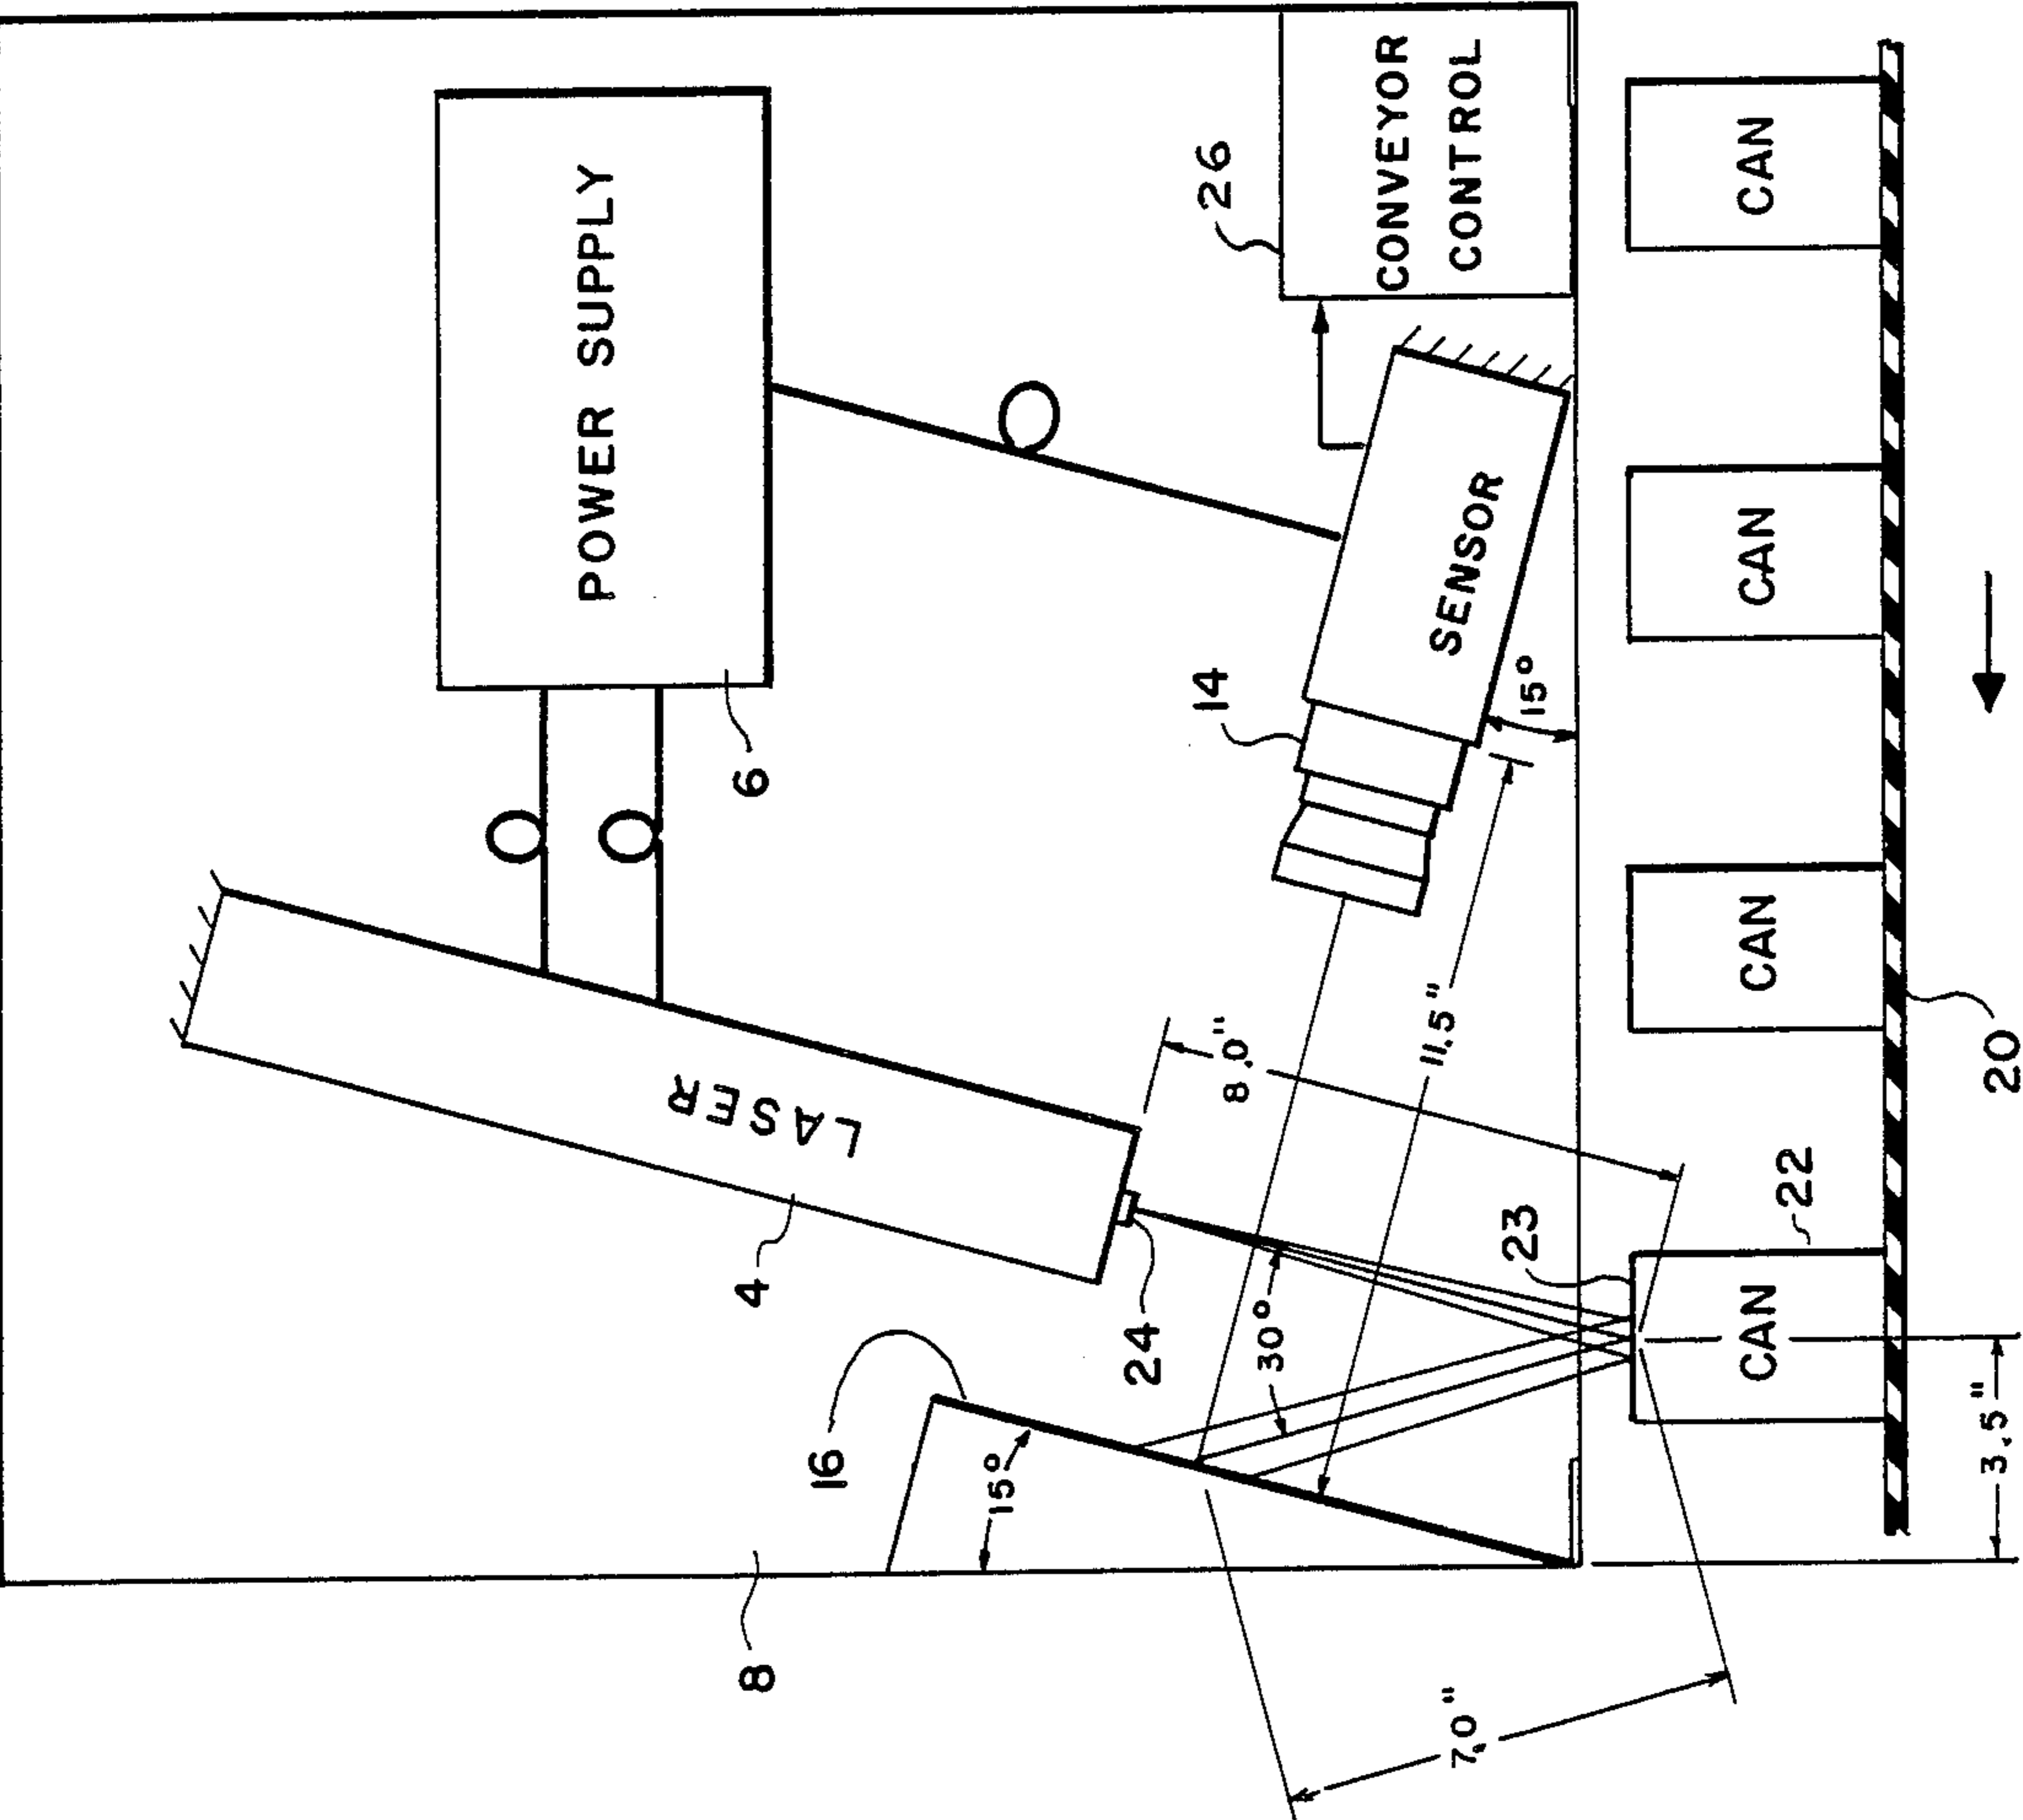 POWER SUPPLY
6
LASER
4
24
16
15°
8
30°
8.0"
11.5"
7.0"
14
SENSOR
15°
26
CONVEYOR
CONTROL
CAN
CAN
CAN
CAN
23
22
20
3.5"